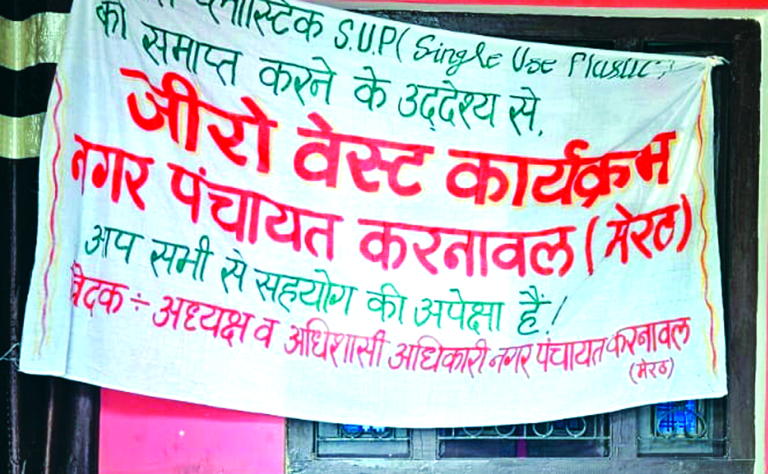 प्लास्टिक S.U.P( Single Use Plastic)
को समाप्त करने के उद्देश्य से,
जीरो वेस्ट कार्यक्रम
नगर पंचायत करनावल (मेरठ)
आप सभी से सहयोग की अपेक्षा हैं!
अध्यक्ष व अधिशासी अधिकारी नगर पंचायत करनावल
(मेरठ)